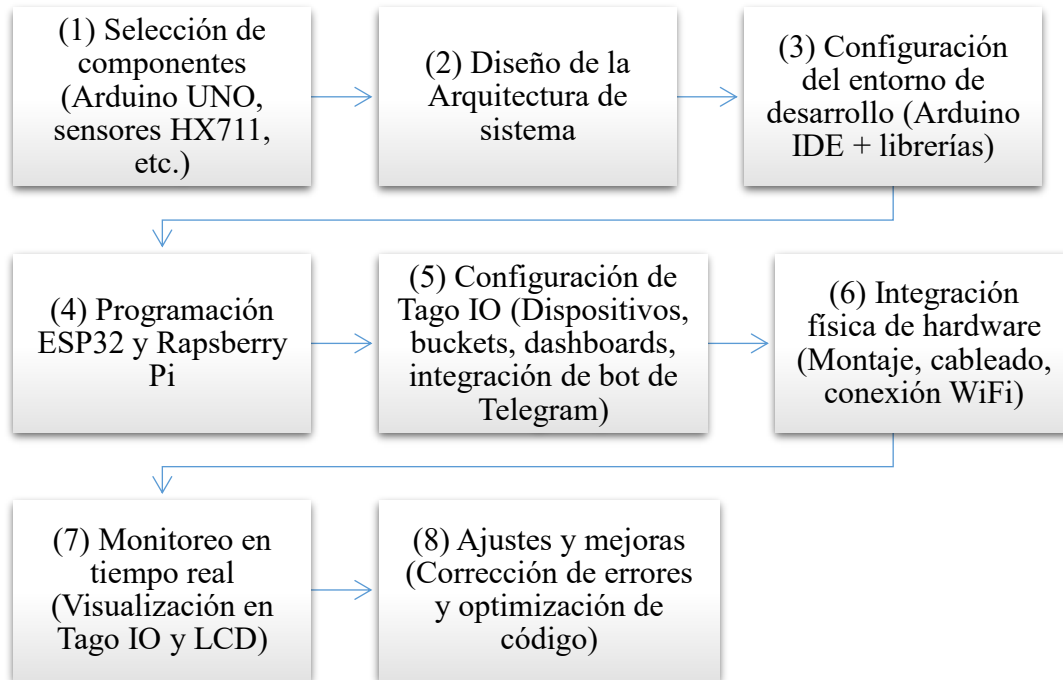 (1) Selección de
componentes
(Arduino UNO,
sensores HX711,
etc.)
(2) Diseño de la
Arquitectura de
sistema
(3) Configuración
del entorno de
desarrollo (Arduino
IDE + librerías)
(4) Programación
ESP32 y Rapsberry
Pi
(5) Configuración de
Tago IO (Dispositivos,
buckets, dashboards,
integración de bot de
Telegram)
(6) Integración
física de hardware
(Montaje, cableado,
conexión WiFi)
(7) Monitoreo en
tiempo real
(Visualización en
Tago IO y LCD)
(8) Ajustes y mejoras
(Corrección de errores
y optimización de
código)